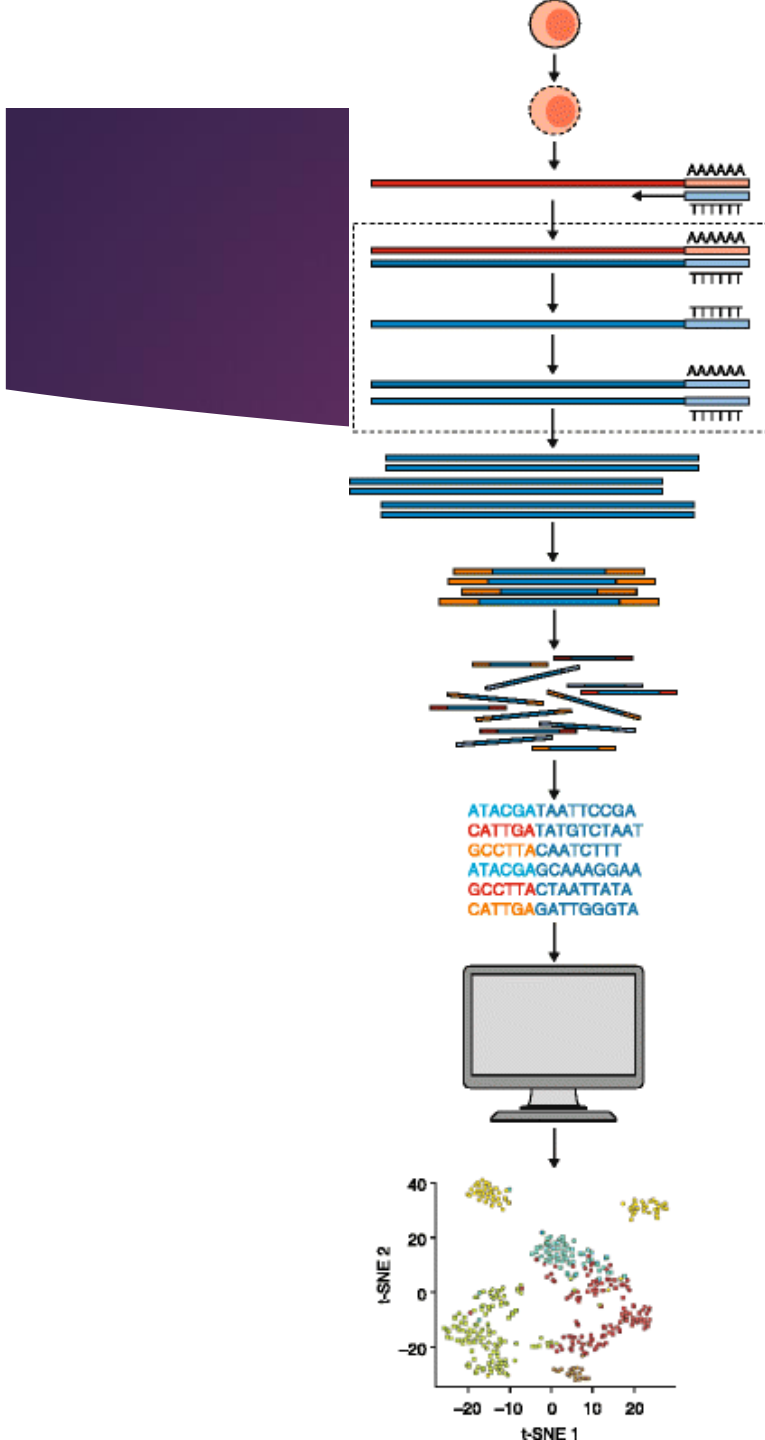 AAAAAA
TTTTTT
AAAAAA
TTTTTT
TTTTTT
AAAAAA
TTTTTT
ATACGATAATTCCGA
CATTGATATGTCTAAT
GCCTTACAATCTTT
ATACGAGCAAAGGAA
GCCTTACTAATTATA
CATTGAGATTGGGTA
40
20
0
–20
t-SNE 2
–20 –10 0 10 20
t-SNE 1